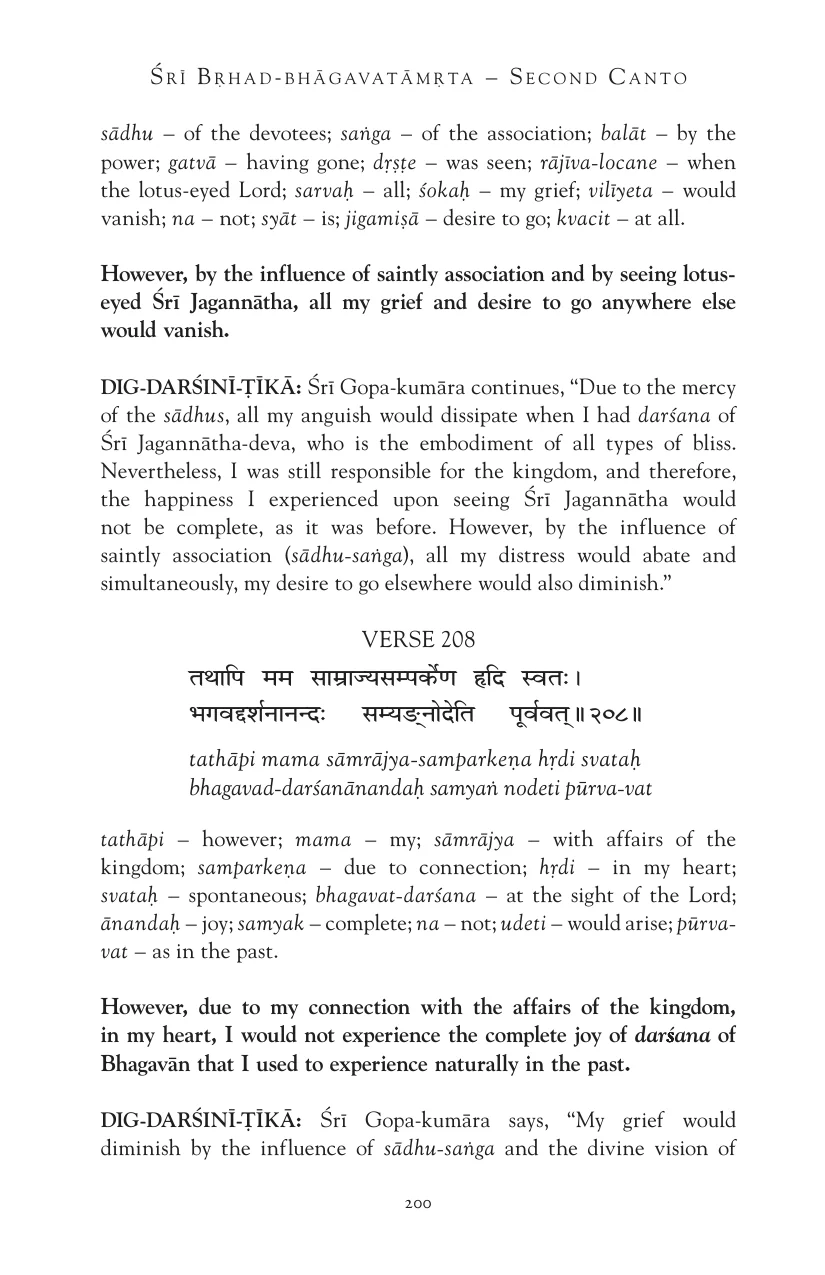 ŚRĪ BṚHAD-BHĀGAVATĀMṚTA – SECOND CANTO
sādhu – of the devotees; saṅga – of the association; balāt – by the
power; gatvā – having gone; dṛṣṭe – was seen; rājīva-locane – when
the lotus-eyed Lord; sarvaḥ – all; śokaḥ – my grief; vilīyeta – would
vanish; na – not; syāt – is; jigamiṣā – desire to go; kvacit – at all.
However, by the influence of saintly association and by seeing lotus-
eyed Śrī Jagannātha, all my grief and desire to go anywhere else
would vanish.
DIG-DARŚINĪ-ṬĪKĀ: Śrī Gopa-kumāra continues, “Due to the mercy
of the sādhus, all my anguish would dissipate when I had darśana of
Śrī Jagannātha-deva, who is the embodiment of all types of bliss.
Nevertheless, I was still responsible for the kingdom, and therefore,
the happiness I experienced upon seeing Śrī Jagannātha would
not be complete, as it was before. However, by the influence of
saintly association (sādhu-saṅga), all my distress would abate and
simultaneously, my desire to go elsewhere would also diminish.”
VERSE 208
तथापि मम साम्राज्यसम्पर्केण हृदि स्वतः।
भगवद्दर्शनानन्दः सम्यङ्नोदेति पूर्ववत्॥२०८॥
tathāpi mama sāmrājya-samparkeṇa hṛdi svataḥ
bhagavad-darśanānandaḥ samyaṅ nodeti pūrva-vat
tathāpi – however; mama – my; sāmrājya – with affairs of the
kingdom; samparkeṇa – due to connection; hṛdi – in my heart;
svataḥ – spontaneous; bhagavat-darśana – at the sight of the Lord;
ānandaḥ – joy; samyak – complete; na – not; udeti – would arise; pūrva-
vat – as in the past.
However, due to my connection with the affairs of the kingdom,
in my heart, I would not experience the complete joy of darśana of
Bhagavān that I used to experience naturally in the past.
DIG-DARŚINĪ-ṬĪKĀ: Śrī Gopa-kumāra says, “My grief would
diminish by the influence of sādhu-saṅga and the divine vision of
200